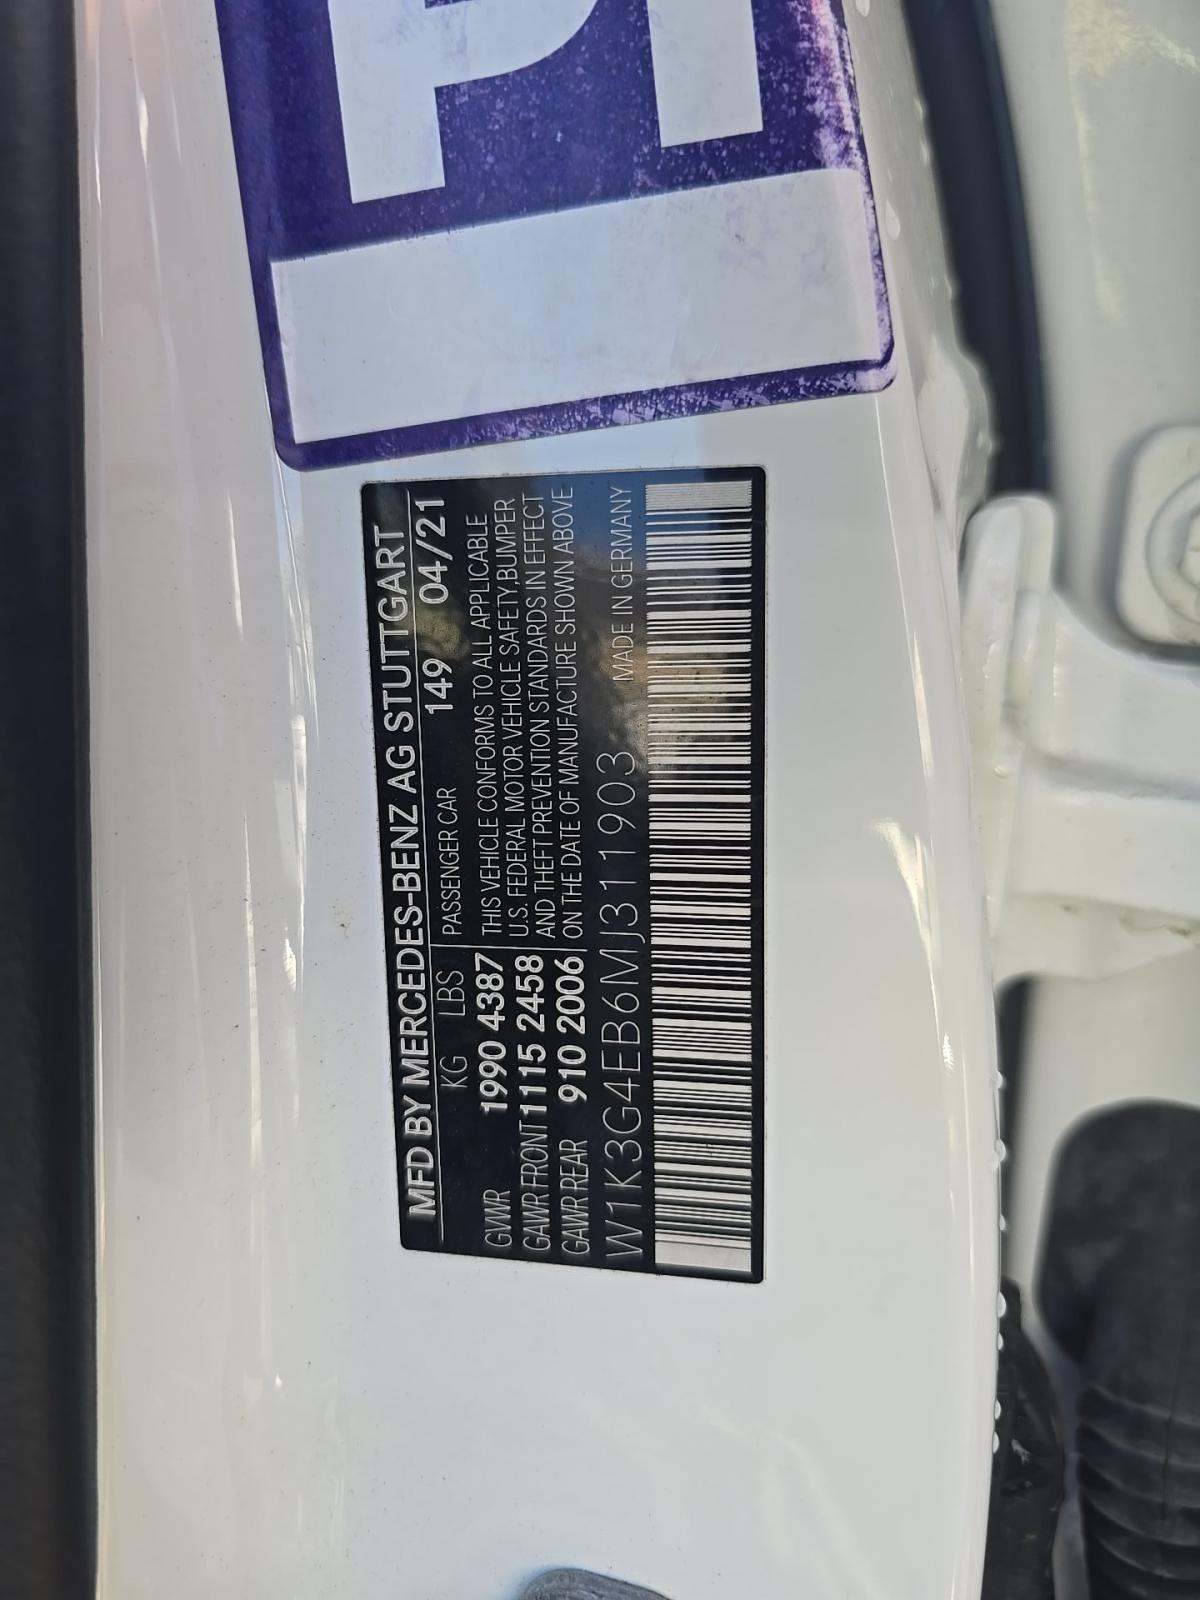 MFD BY MERCEDES-BENZ AG STUTTGART
KG LBS PASSENGER CAR 149 04/21
GVWR 1990 4387 THIS VEHICLE CONFORMS TO ALL APPLICABLE
GAWR FRONT 1115 2458 U.S. FEDERAL MOTOR VEHICLE SAFETY, BUMPER
GAWR REAR 910 2006 AND THEFT PREVENTION STANDARDS IN EFFECT
ON THE DATE OF MANUFACTURE SHOWN ABOVE
W1K3G4EB6MJ311903 MADE IN GERMANY